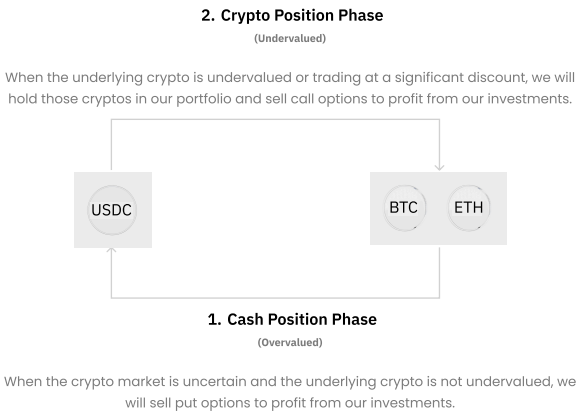 2. Crypto Position Phase
(Undervalued)
When the underlying crypto is undervalued or trading at a significant discount, we will
hold those cryptos in our portfolio and sell call options to profit from our investments.
USDC
BTC
ETH
1. Cash Position Phase
(Overvalued)
When the crypto market is uncertain and the underlying crypto is not undervalued, we
will sell put options to profit from our investments.